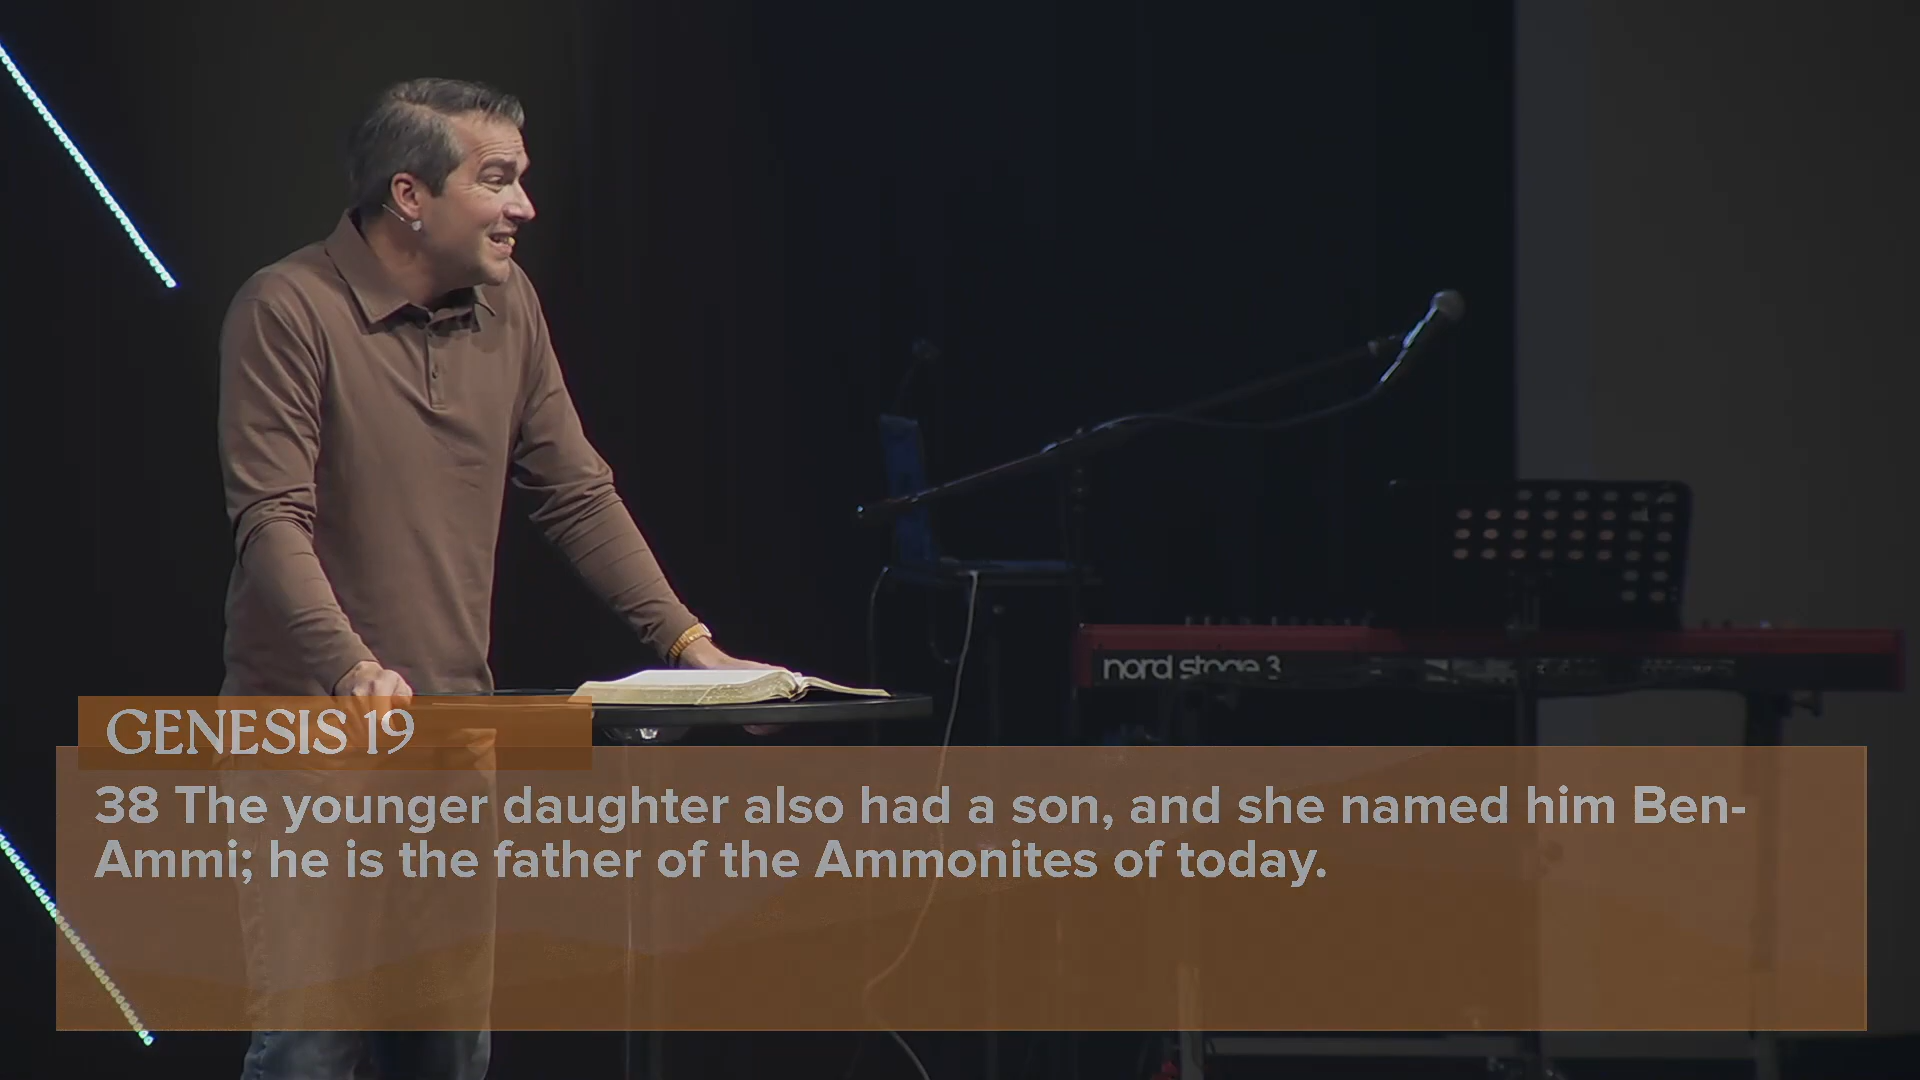 nord stage 3
GENESIS 19
38 The younger daughter also had a son, and she named him Ben-
Ammi; he is the father of the Ammonites of today.